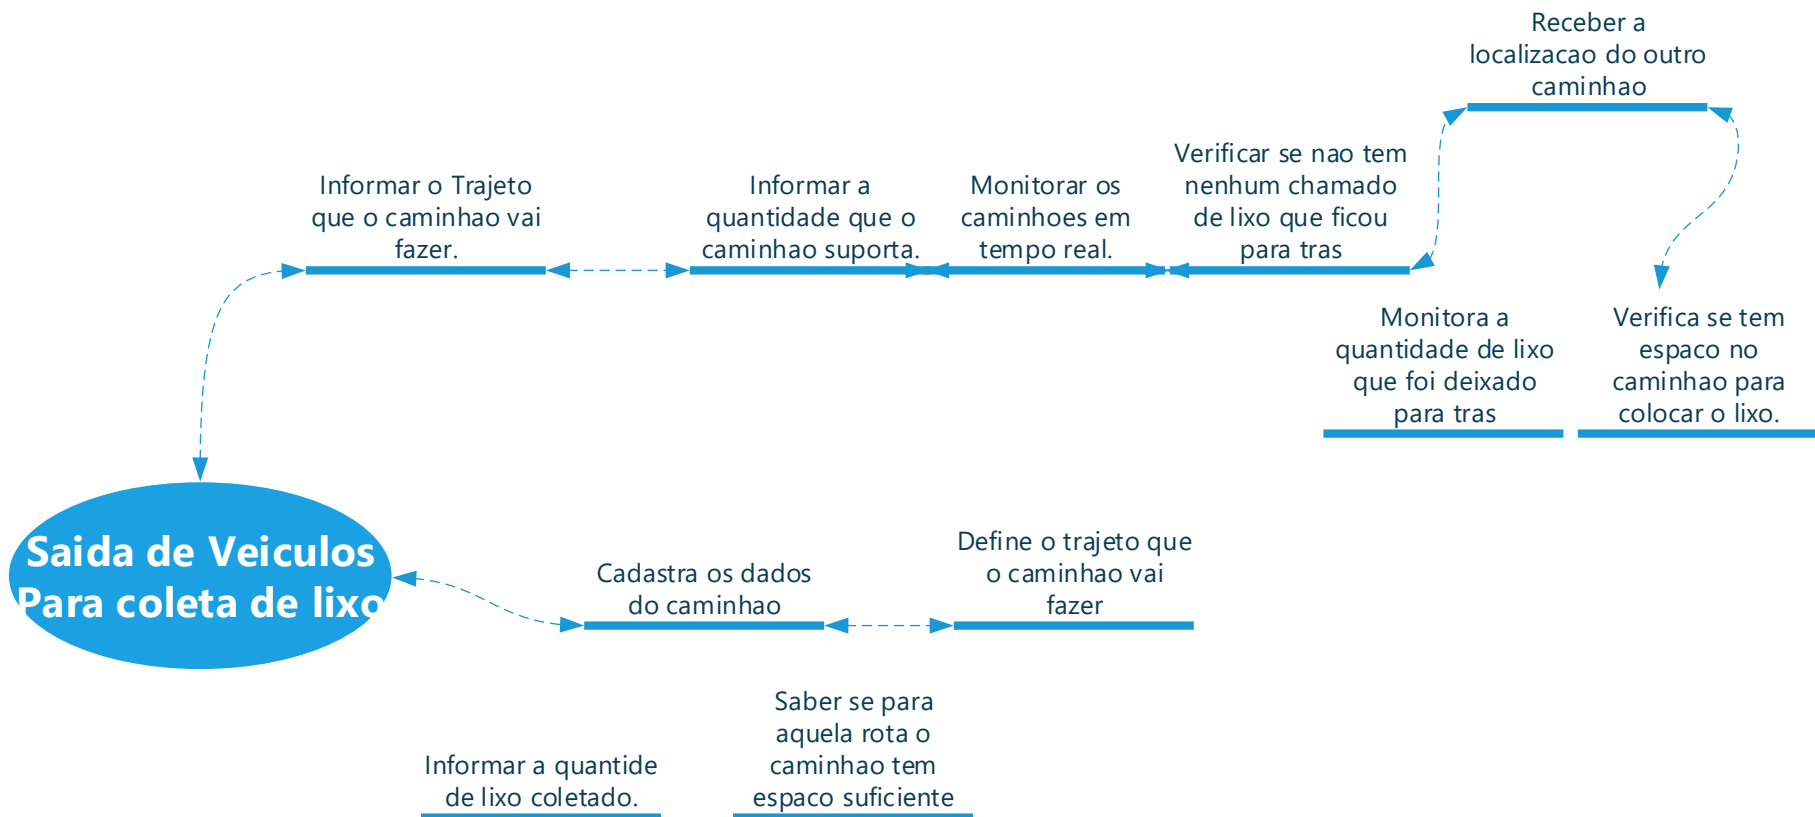 Receber a
localizacao do outro
caminhao
Verificar se nao tem
nenhum chamado
de lixo que ficou
para tras
Informar o Trajeto
que o caminhao vai
fazer.
Informar a
quantidade que o
caminhao suporta.
Monitorar os
caminhoes em
tempo real.
Monitora a
quantidade de lixo
que foi deixado
para tras
Verifica se tem
espaco no
caminhao para
colocar o lixo.
Saida de Veiculos
Para coleta de lixo
Cadastra os dados
do caminhao
Define o trajeto que
o caminhao vai
fazer
Informar a quantide
de lixo coletado.
Saber se para
aquela rota o
caminhao tem
espaco suficiente